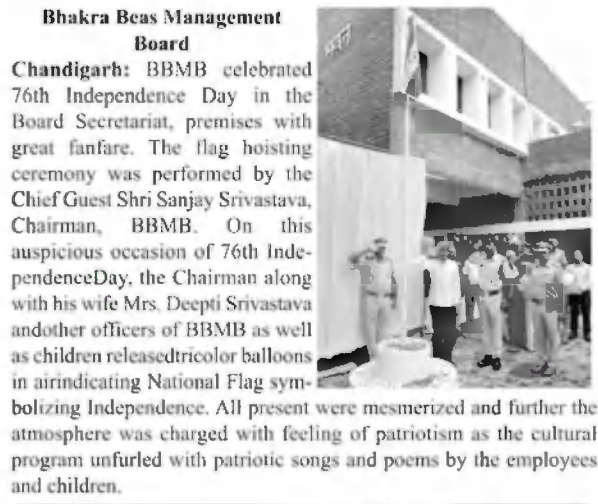 Bhakra Beas Management
Board
Chandigarh: BBMB celebrated
76th Independence Day in the
Board Secretariat, premises with
great fanfare. The flag hoisting
ceremony was performed by the
Chief Guest Shri Sanjay Srivastava,
Chairman, BBMB. On this
auspicious occasion of 76th Inde-
pendenceDay, the Chairman along
with his wife Mrs. Deepti Srivastava
andother officers of BBMB as well
as children releasedtricolor balloons
in airindicating National Flag sym-
bolizing Independence. All present were mesmerized and further the
atmosphere was charged with feeling of patriotism as the cultural
program unfurled with patriotic songs and poems by the employees
and children.